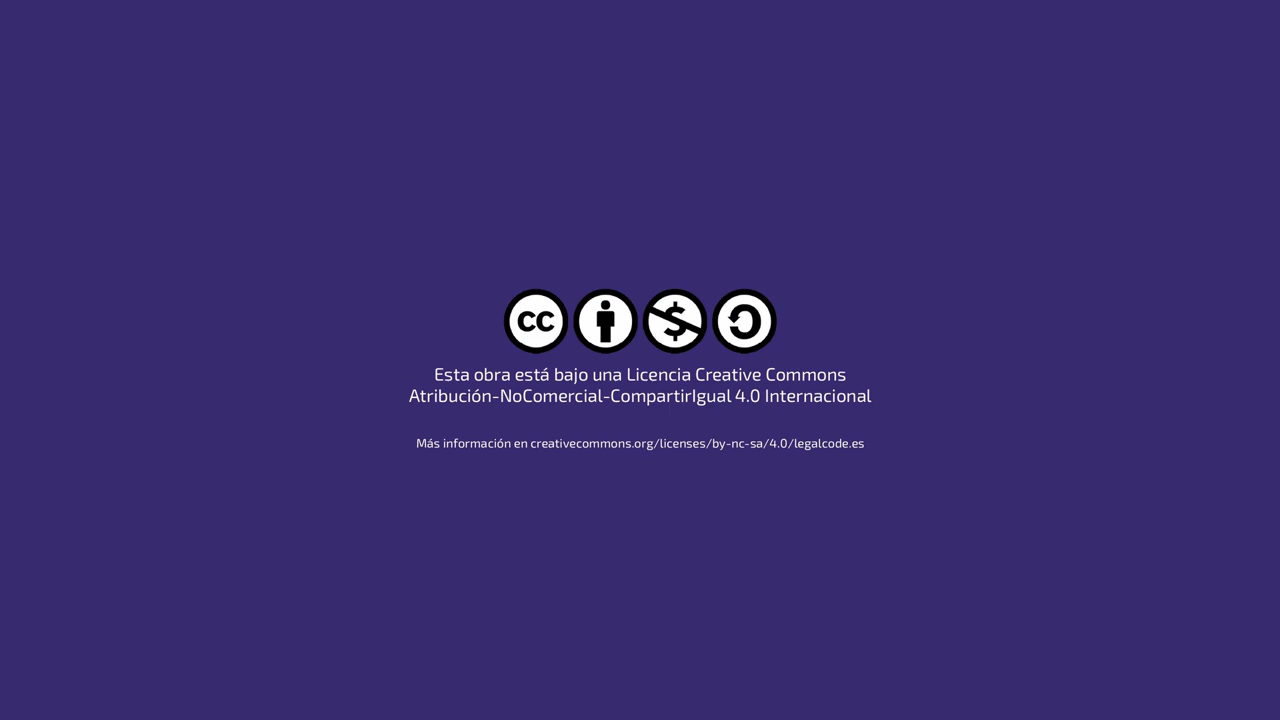 cc
Esta obra está bajo una Licencia Creative Commons
Atribución-NoComercial-CompartirIgual 4.0 Internacional
Más información en creativecommons.org/licenses/by-nc-sa/4.0/legalcode.es